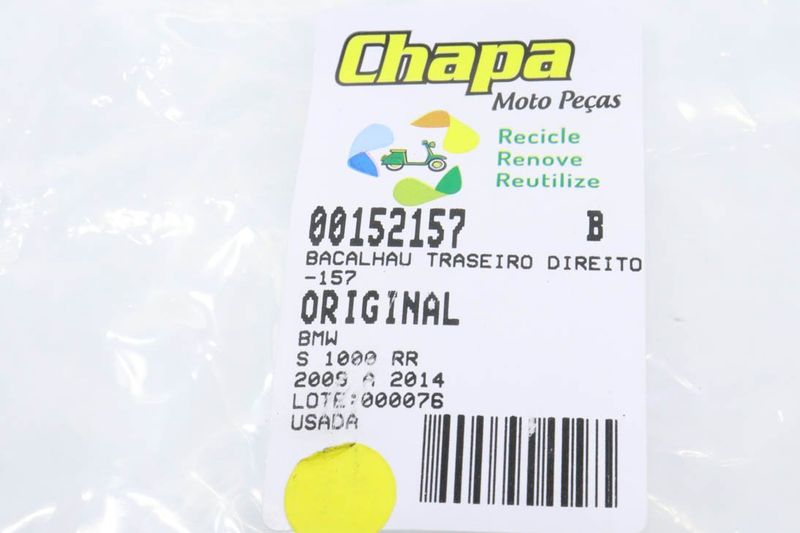 Chapa
Moto Peças
Recicle
Renove
Reutilize
00152157 B
BACALHAU TRASEIRO DIREITO
-157
ORIGINAL
BMW
S 1000 RR
2009 A 2014
LOTE:000076
USADA